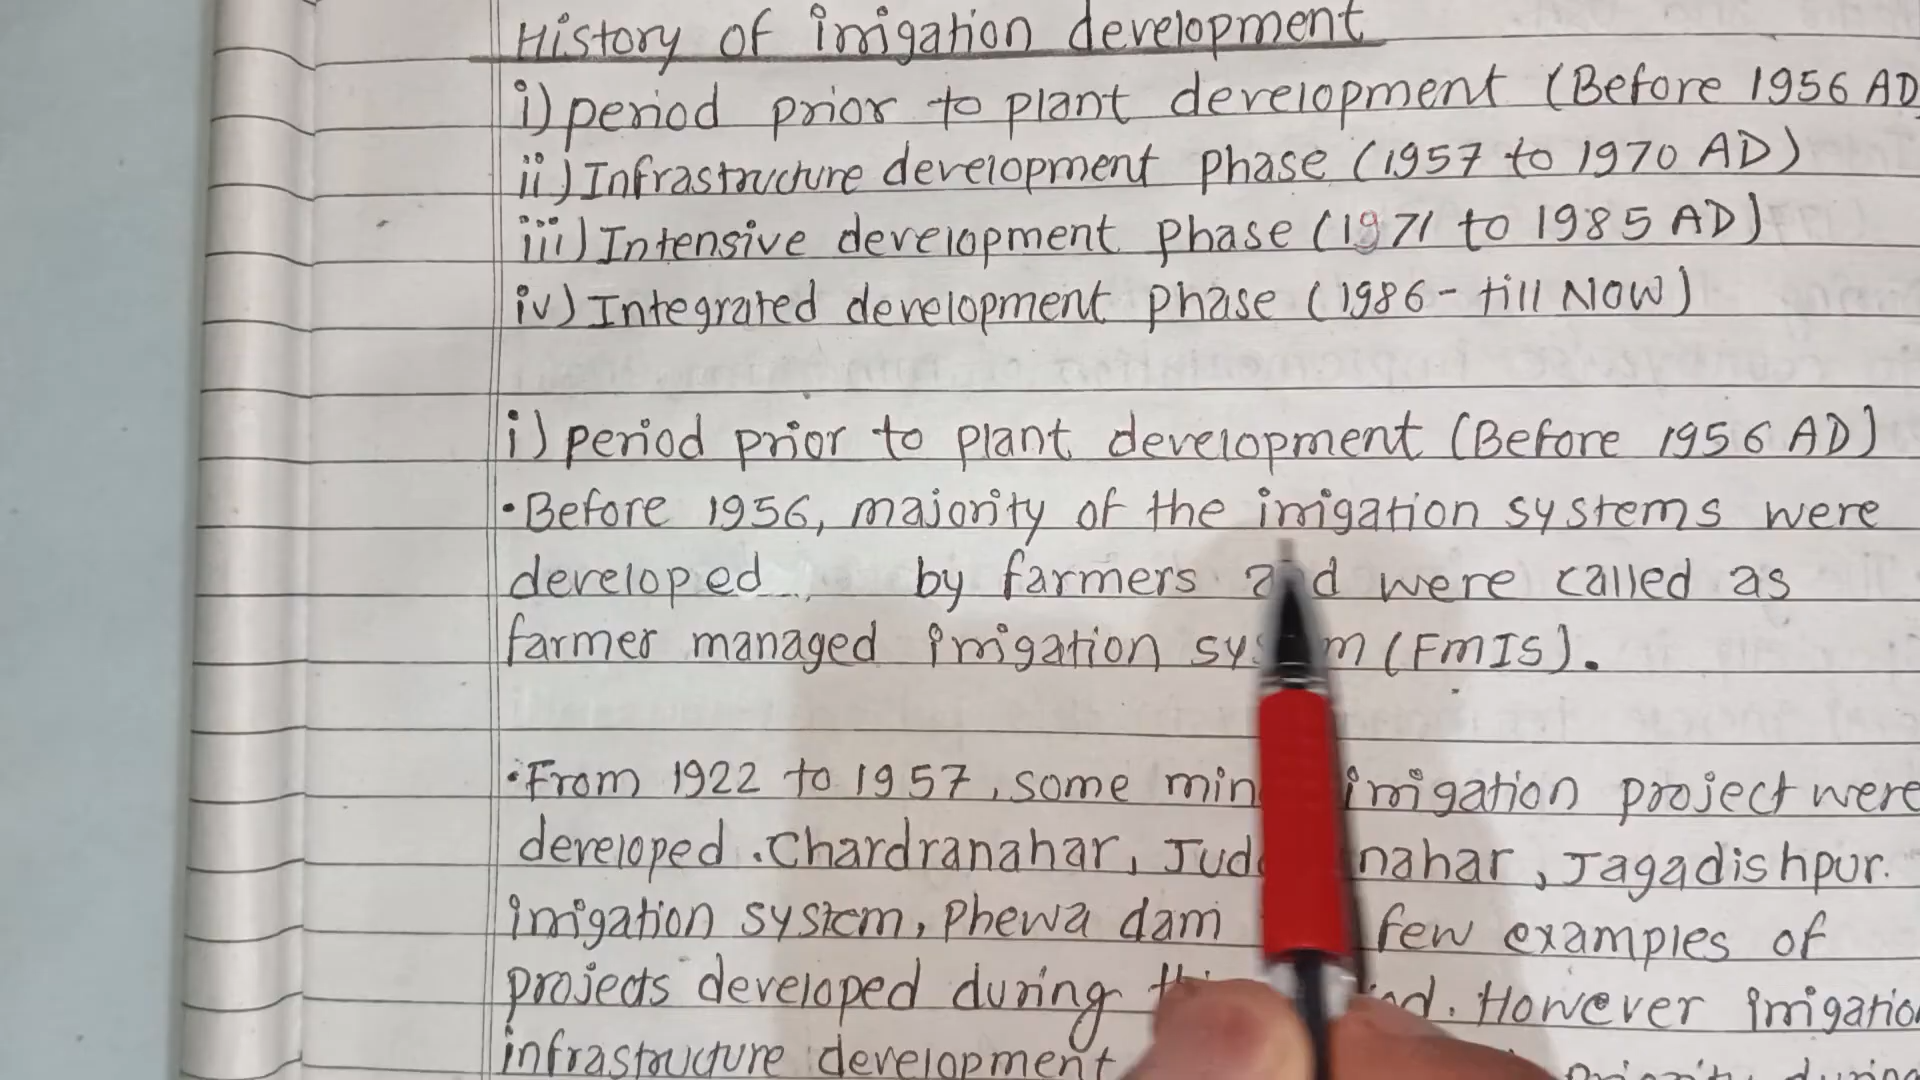 History of irrigation development
i) period prior to plant development (Before 1956 AD
ii) Infrastructure development phase (1957 to 1970 AD)
iii) Intensive development phase (1971 to 1985 AD)
iv) Integrated development phase (1986 - till NOW)
i) period prior to plant development (Before 1956 AD)
• Before 1956, majority of the irrigation systems were
developed by farmers and were called as
farmer managed irrigation system (FMIS).
• From 1922 to 1957, some irrigation project were
developed. Chardranahar, nahar, Jagadishpur.
irrigation system, Phewa dam few examples of
projects developed during. However irrigation
infrastructure development